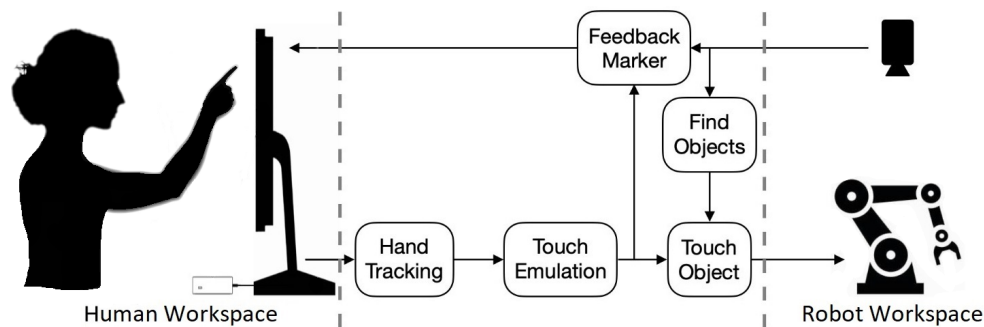 Feedback
Marker
Find
Objects
Hand
Tracking
Touch
Emulation
Touch
Object
Human Workspace
Robot Workspace